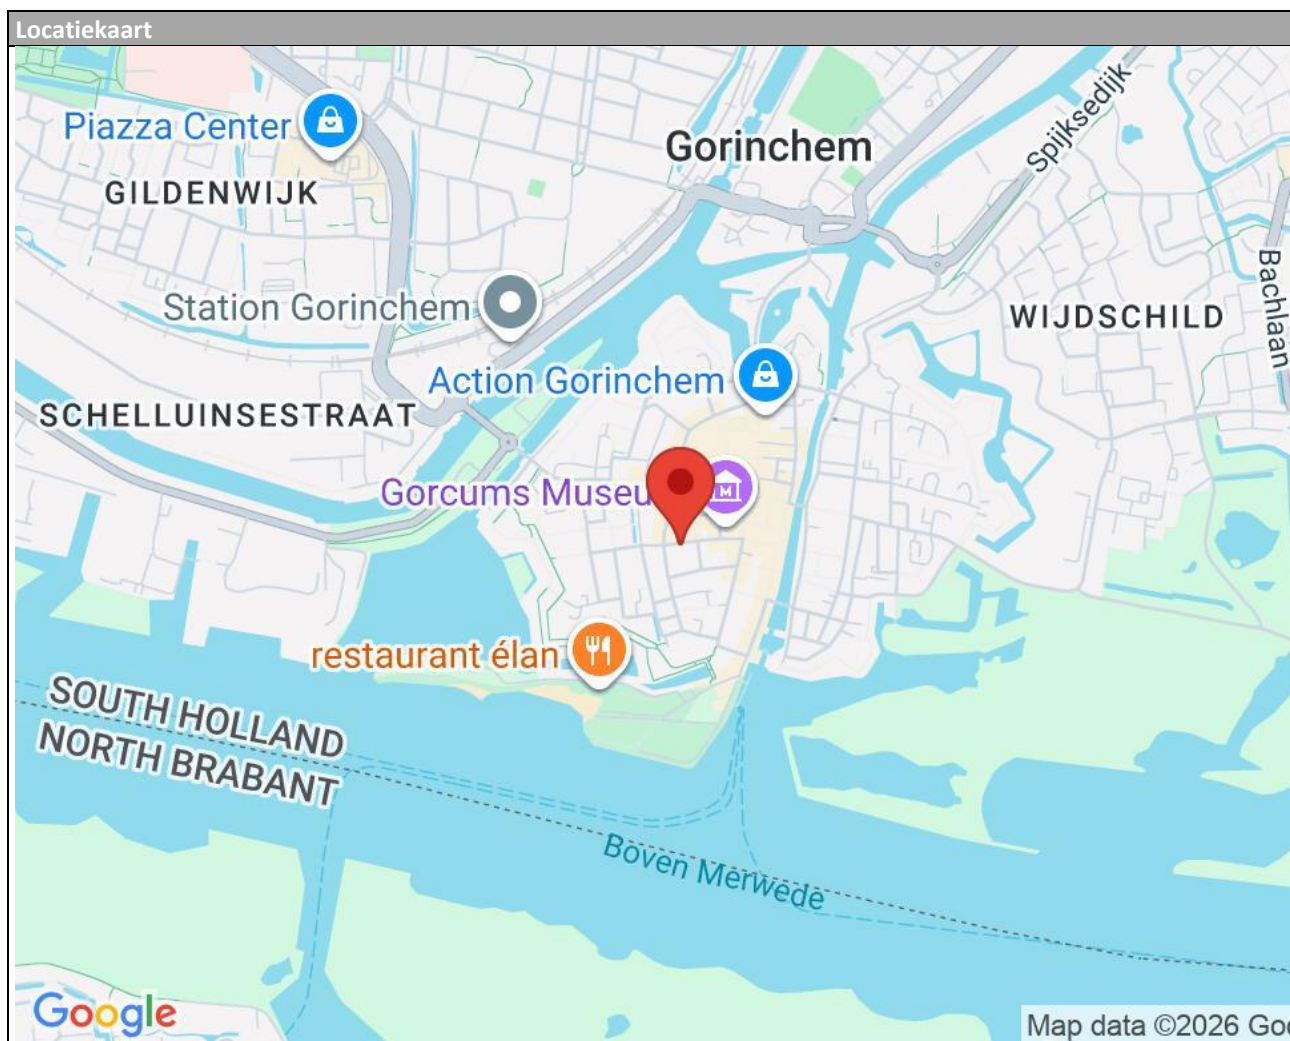 Locatiekaart
Piazza Center
Gorinchem
Spijksedijk
GILDENWIJK
Bachlaan
Station Gorinchem
WIJDSCHILD
Action Gorinchem
SCHELLUINSESTRAAT
Gorcums Museu
M
restaurant élan
SOUTH HOLLAND
NORTH BRABANT
Boven Merwede
Google
Map data ©2026 Goo